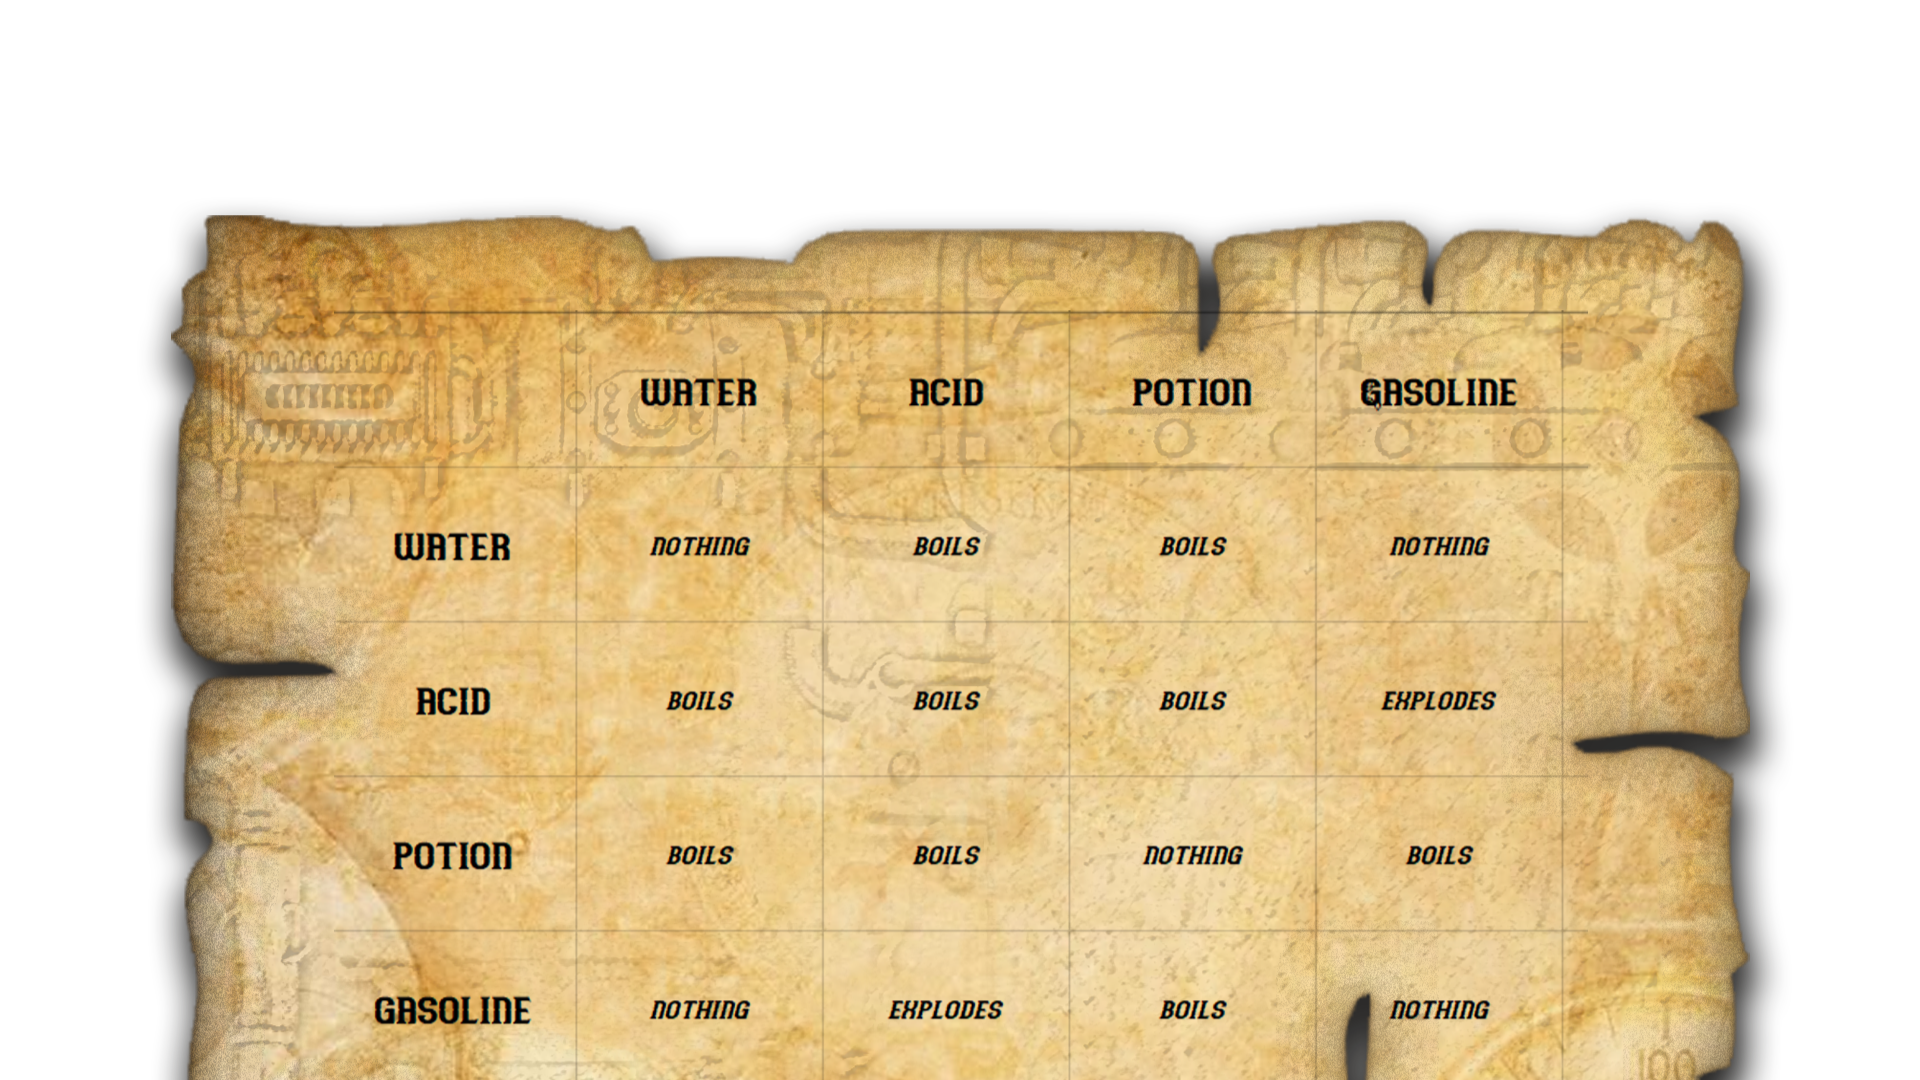 WATER ACID POTION GASOLINE
WATER NOTHING BOILS BOILS NOTHING
ACID BOILS BOILS BOILS EXPLODES
POTION BOILS BOILS NOTHING BOILS
GASOLINE NOTHING EXPLODES BOILS NOTHING
100